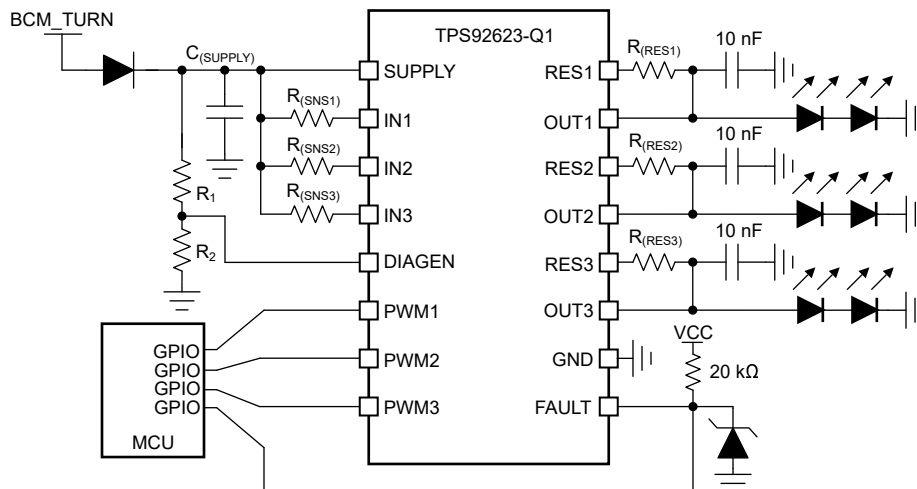 BCM_TURN
C(SUPPLY)
TPS92623-Q1
SUPPLY
R(SNS1)
IN1
R(SNS2)
IN2
R(SNS3)
IN3
R1
R2
DIAGEN
PWM1
PWM2
PWM3
GPIO
GPIO
GPIO
GPIO
MCU
RES1
R(RES1)
10 nF
OUT1
RES2
R(RES2)
10 nF
OUT2
RES3
R(RES3)
10 nF
OUT3
VCC
GND
20 kΩ
FAULT